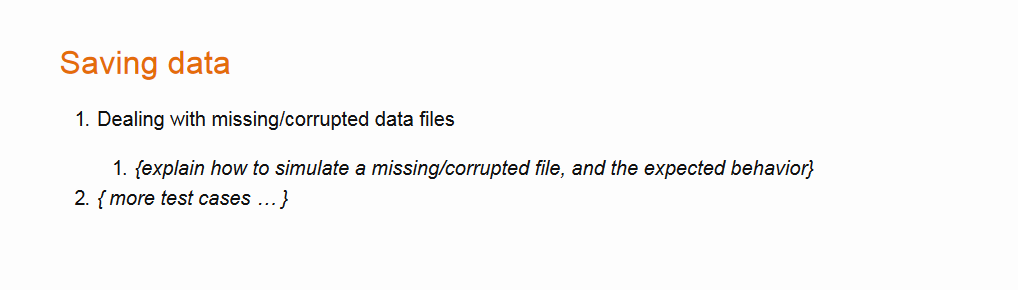 Saving data
1. Dealing with missing/corrupted data files
1. {explain how to simulate a missing/corrupted file, and the expected behavior}
2. { more test cases … }